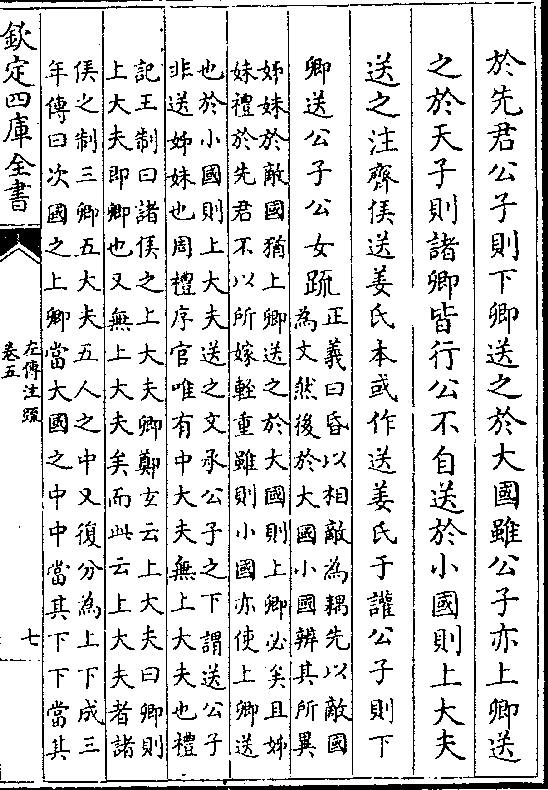 於先君公子則下卿送之於大國雖公子亦上卿送
之於天子則諸卿皆行公不自送於小國則上大夫
送之注齊侯送姜氏本或作送姜氏于讙公子則下
卿送公子公女疏
正義曰昏以相敵為耦先以敵國
為文然後於大國小國辨其所異
姊妹於敵國猶上卿送之於大國則上卿必矣且姊
妹禮於先君不以所嫁輕重雖則小國亦使上卿送
也於小國則上大夫送之文承公子之下謂送公子
非送姊妹也周禮序官唯有中大夫無上大夫也禮
記王制曰諸侯之上大夫卿鄭玄云上大夫曰卿則
上大夫即卿也又無上大夫矣而此云上大夫者諸
侯之制三卿五大夫五人之中又復分為上下成三
年傳曰次國之上卿當大國之中中當其下下當其
欽定四庫全書
左傳注疏
卷五
七